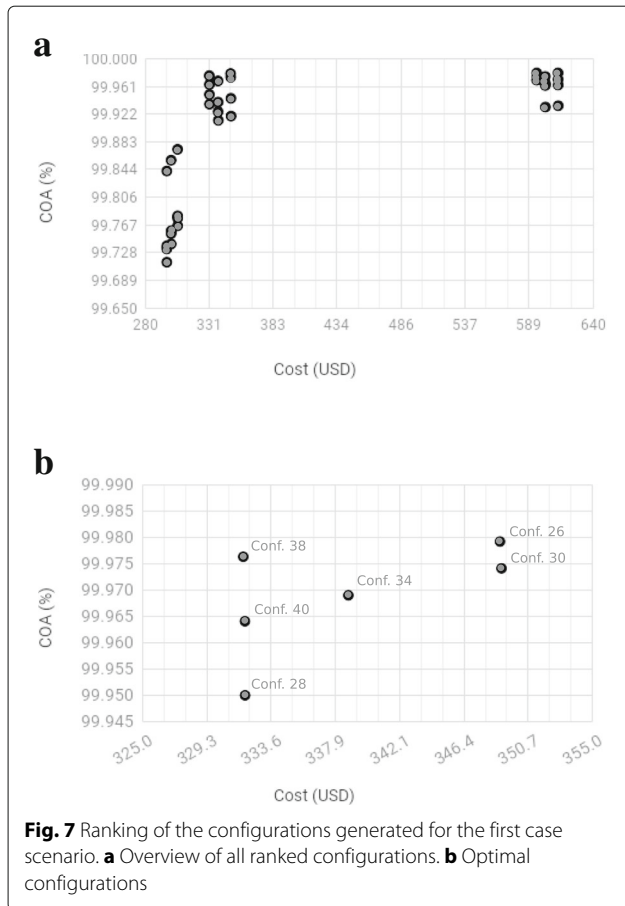 a
100.000
99.961
99.922
99.883
99.844
99.806
99.767
99.728
99.689
99.650
COA (%)
280 331 383 434 486 537 589 640
Cost (USD)
b
99.990
99.985
99.980
99.975
99.970
99.965
99.960
99.955
99.950
99.945
COA (%)
Conf. 26
Conf. 38
Conf. 30
Conf. 34
Conf. 40
Conf. 28
325.0 329.3 333.6 337.9 342.1 346.4 350.7 355.0
Cost (USD)
Fig. 7 Ranking of the configurations generated for the first case
scenario. a Overview of all ranked configurations. b Optimal
configurations